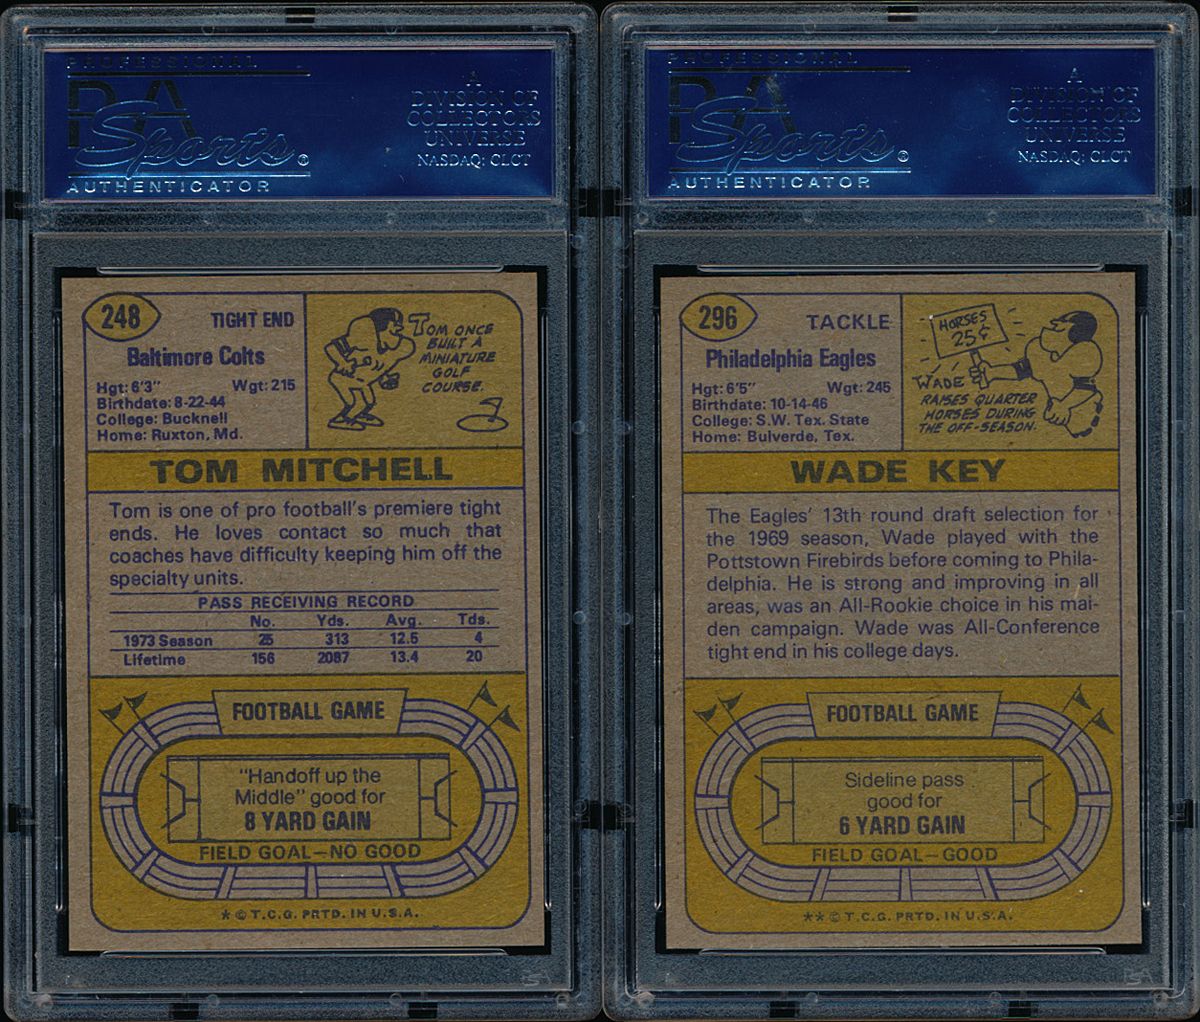 PROFESSIONAL
PSA
Sports®
AUTHENTICATOR
A
DIVISION OF
COLLECTORS
UNIVERSE
NASDAQ: CLCT
248
TIGHT END
Baltimore Colts
Hgt: 6'3" Wgt: 215
Birthdate: 8-22-44
College: Bucknell
Home: Ruxton, Md.
TOM ONCE
BUILT A
MINIATURE
GOLF
COURSE.
TOM MITCHELL
Tom is one of pro football's premiere tight
ends. He loves contact so much that
coaches have difficulty keeping him off the
specialty units.
PASS RECEIVING RECORD
No. Yds. Avg. Tds.
1973 Season 25 313 12.5 4
Lifetime 156 2087 13.4 20
FOOTBALL GAME
"Handoff up the
Middle" good for
8 YARD GAIN
FIELD GOAL—NO GOOD
* © T.C.G. PRTD. IN U.S.A.
PROFESSIONAL
PSA
Sports®
AUTHENTICATOR
A
DIVISION OF
COLLECTORS
UNIVERSE
NASDAQ: CLCT
296
TACKLE
Philadelphia Eagles
Hgt: 6'5" Wgt: 245
Birthdate: 10-14-46
College: S.W. Tex. State
Home: Bulverde, Tex.
HORSES
25¢
WADE
RAISES QUARTER
HORSES DURING
THE OFF-SEASON.
WADE KEY
The Eagles' 13th round draft selection for
the 1969 season, Wade played with the
Pottstown Firebirds before coming to Phila-
delphia. He is strong and improving in all
areas, was an All-Rookie choice in his mai-
den campaign. Wade was All-Conference
tight end in his college days.
FOOTBALL GAME
Sideline pass
good for
6 YARD GAIN
FIELD GOAL—GOOD
** © T.C.G. PRTD. IN U.S.A.